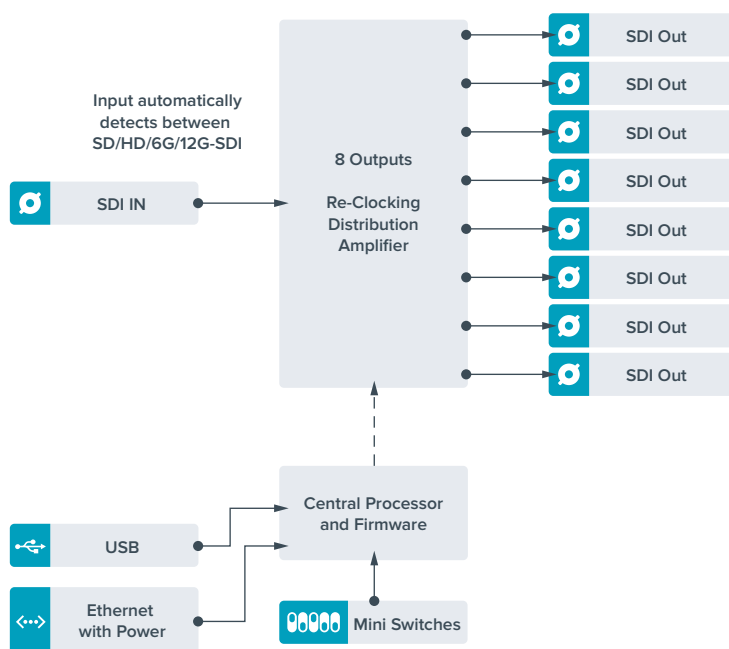 Input automatically
detects between
SD/HD/6G/12G-SDI
SDI IN
8 Outputs
Re-Clocking
Distribution
Amplifier
SDI Out
SDI Out
SDI Out
SDI Out
SDI Out
SDI Out
SDI Out
SDI Out
Central Processor
and Firmware
USB
Ethernet
with Power
Mini Switches